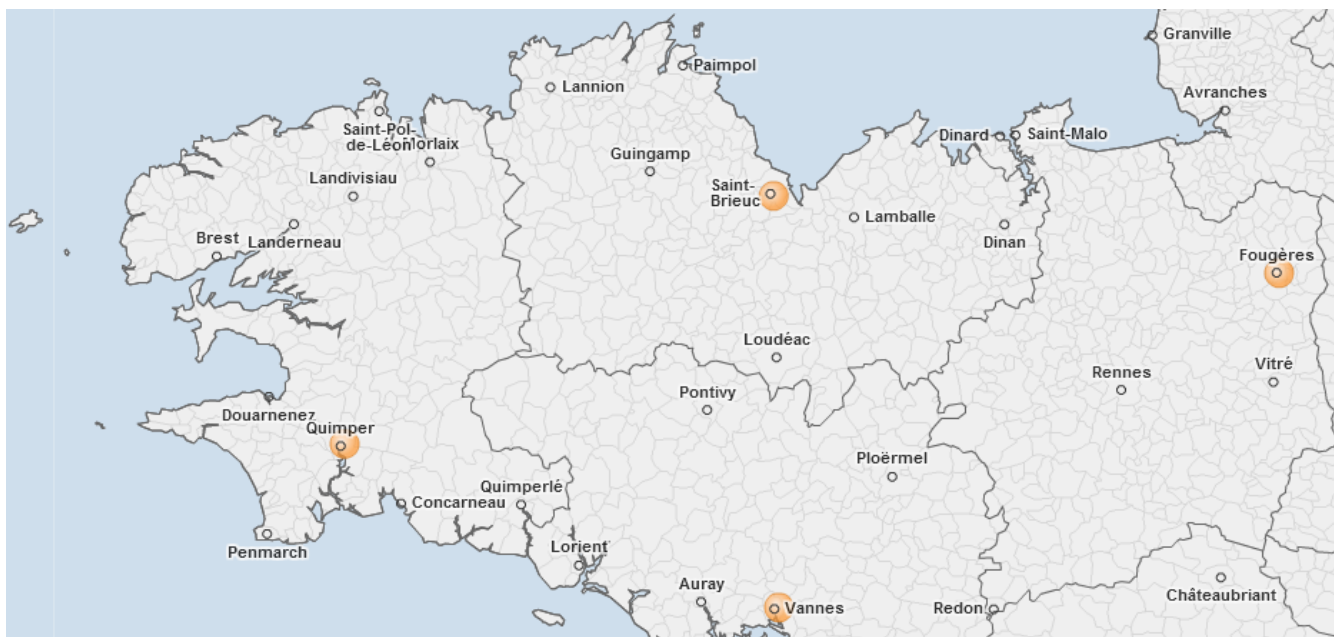 Granville
Paimpol
Lannion
Avranches
Saint-Pol-
de-Léon
Morlaix
Dinard
Saint-Malo
Guingamp
Landivisiau
Saint-
Brieuc
Lamballe
Brest
Landerneau
Dinan
Fougères
Loudéac
Vitré
Rennes
Pontivy
Douarnenez
Quimper
Ploërmel
Quimperlé
Concarneau
Lorient
Penmarch
Auray
Vannes
Redon
Châteaubriant